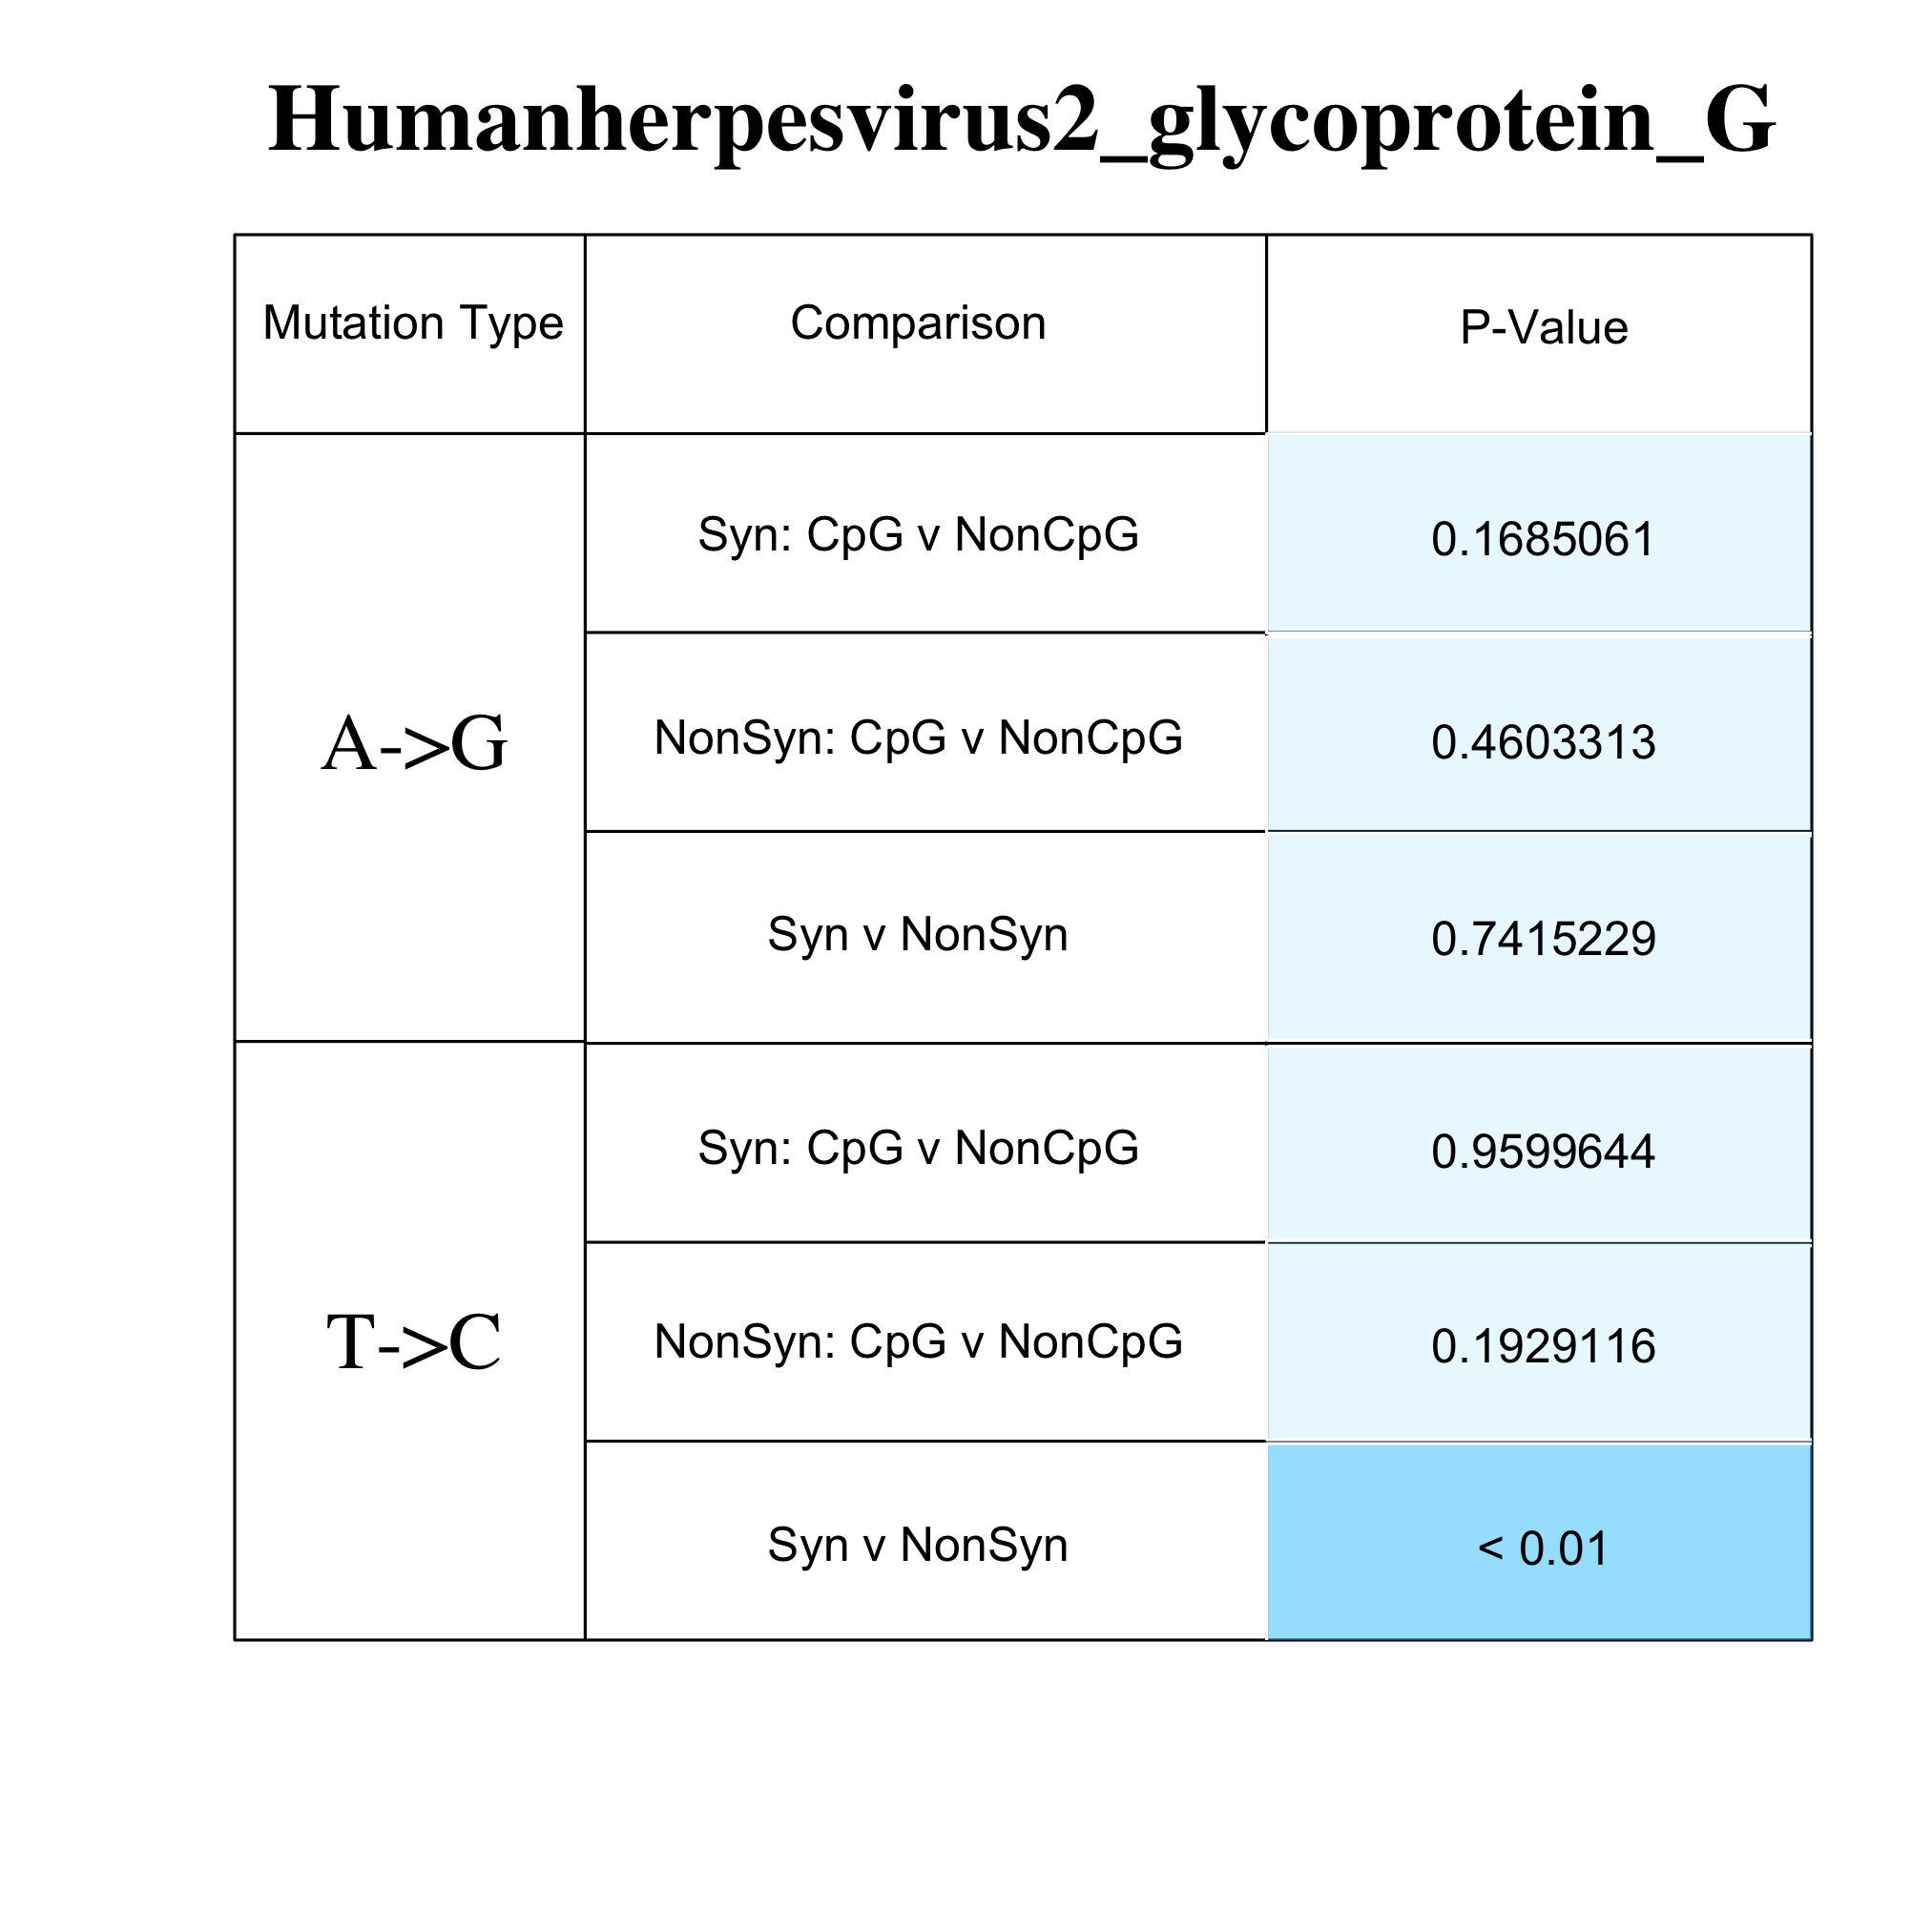 Humanherpesvirus2_glycoprotein_G
Mutation Type Comparison P-Value
Syn: CpG v NonCpG 0.1685061
A->G NonSyn: CpG v NonCpG 0.4603313
Syn v NonSyn 0.7415229
Syn: CpG v NonCpG 0.9599644
T->C NonSyn: CpG v NonCpG 0.1929116
Syn v NonSyn < 0.01